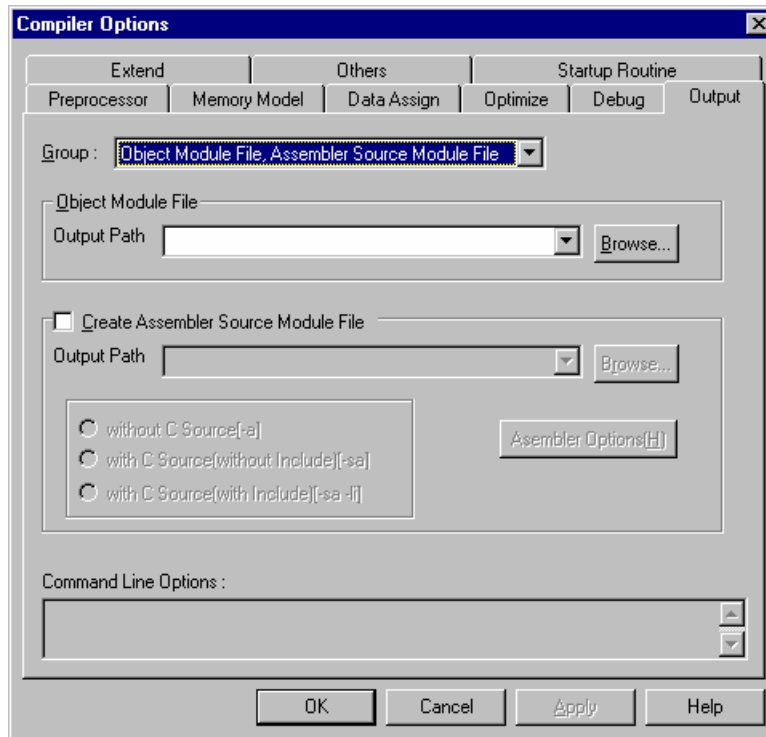 Compiler Options
Extend Others Startup Routine
Preprocessor Memory Model Data Assign Optimize Debug Output
Group : Object Module File, Assembler Source Module File
Object Module File
Output Path Browse...
Create Assembler Source Module File
Output Path Browse...
without C Source[-a]
Asembler Options(H)
with C Source(without Include)[-sa]
with C Source(with Include)[-sa -li]
Command Line Options :
OK Cancel Apply Help